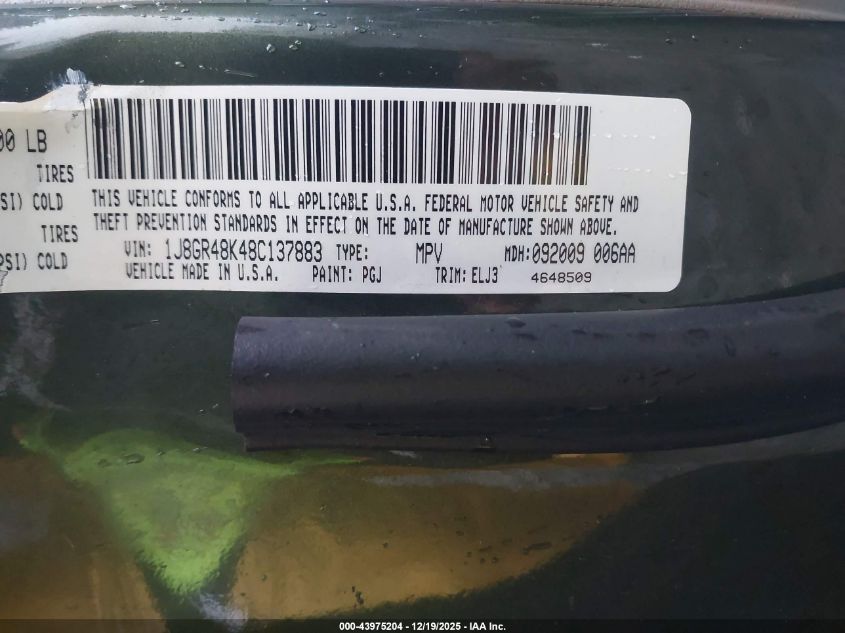 00 LB
TIRES
SI) COLD
TIRES
PSI) COLD
THIS VEHICLE CONFORMS TO ALL APPLICABLE U.S.A. FEDERAL MOTOR VEHICLE SAFETY AND
THEFT PREVENTION STANDARDS IN EFFECT ON THE DATE OF MANUFACTURE SHOWN ABOVE.
VIN: 1J8GR48K48C137883 TYPE: MPV MDH: 092009 006AA
VEHICLE MADE IN U.S.A. PAINT: PGJ TRIM: ELJ3 4648509
000-43975204 - 12/19/2025 - IAA Inc.